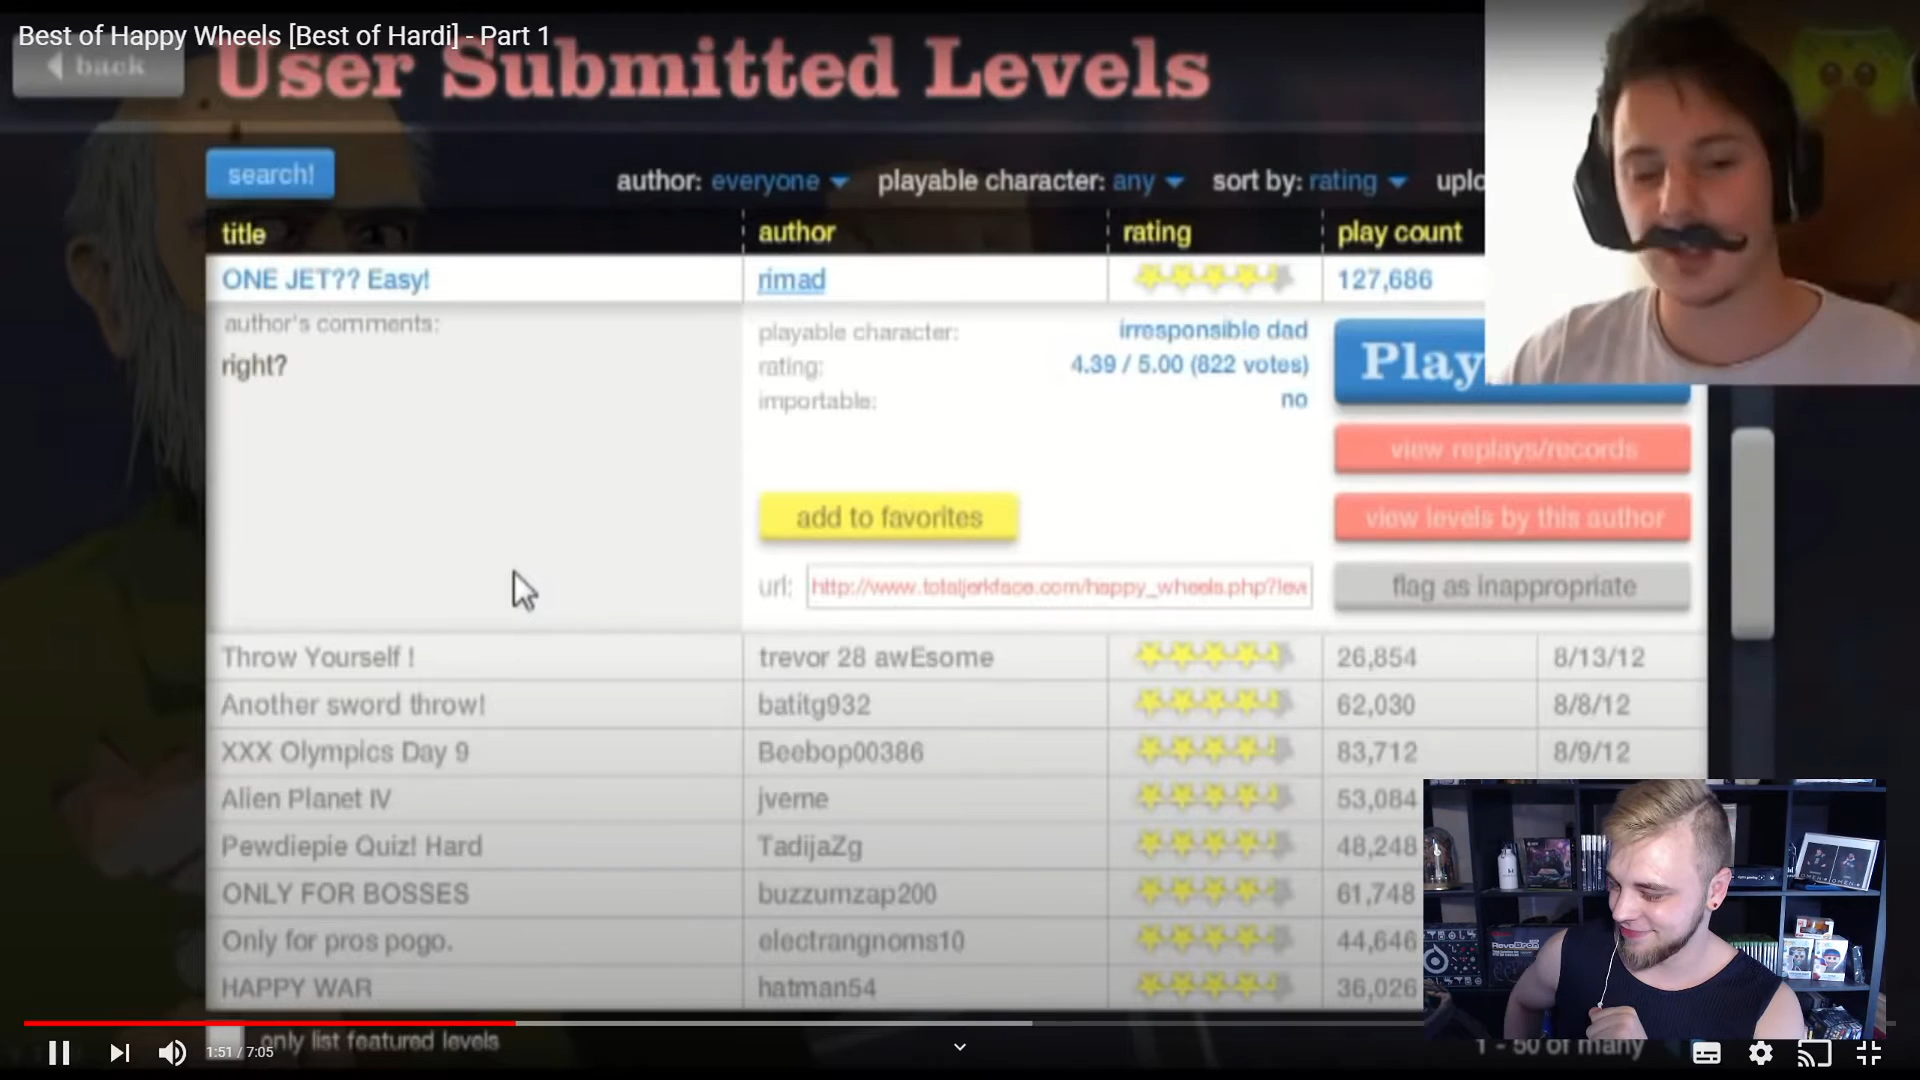 Best of Happy Wheels [Best of Hardi] - Part 1
back
User Submitted Levels
search!
author: everyone playable character: any sort by: rating uplo
title author rating play count
ONE JET?? Easy! rimad 127,686
author's comments:
right?
playable character: irresponsible dad
rating: 4.39 / 5.00 (822 votes)
importable: no
Play
view replays/records
add to favorites
view levels by this author
url: http://www.totaljerkface.com/happy_wheels.php?leve
flag as inappropriate
Throw Yourself ! trevor 28 awEsome 26,854 8/13/12
Another sword throw! batitg932 62,030 8/8/12
XXX Olympics Day 9 Beebop00386 83,712 8/9/12
Alien Planet IV jverne 53,084
Pewdiepie Quiz! Hard TadijaZg 48,248
ONLY FOR BOSSES buzzumzap200 61,748
Only for pros pogo. electrangnoms10 44,646
HAPPY WAR hatman54 36,026
only list featured levels
1 - 50 of many
1:51 / 7:05